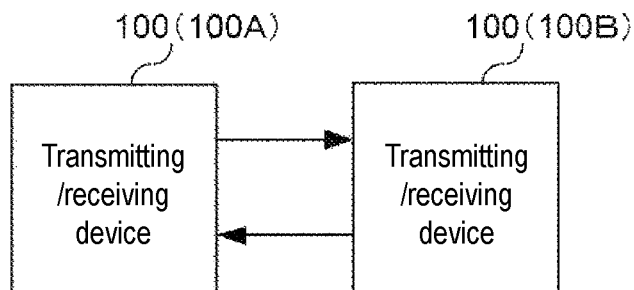 100(100A)
100(100B)
Transmitting
/receiving
device
Transmitting
/receiving
device